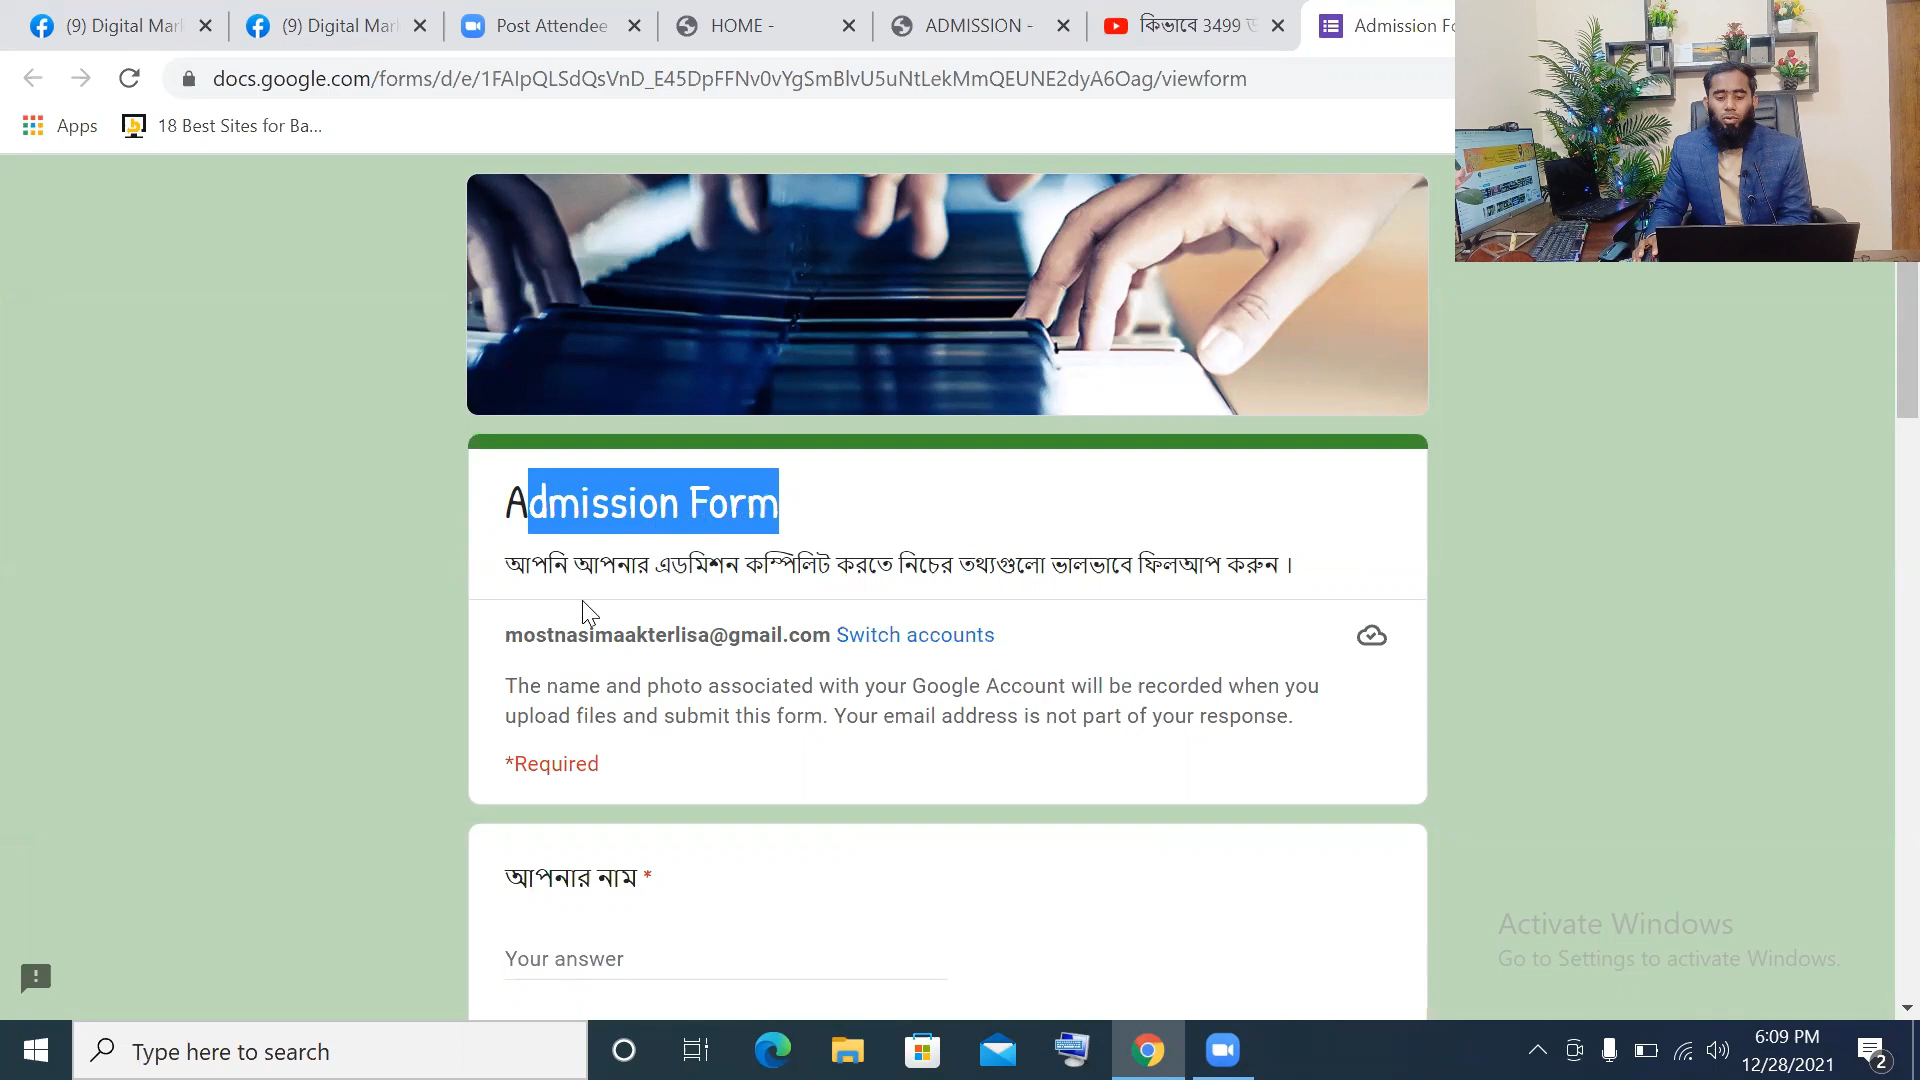 (9) Digital Mar
(9) Digital Mar
Post Attendee
HOME -
ADMISSION -
কিভাবে 3499
Admission Fo
docs.google.com/forms/d/e/1FAIpQLSdQsVnD_E45DpFFNv0vYgSmBlvU5uNtLekMmQEUNE2dyA6Oag/viewform
Apps
18 Best Sites for Ba...
Admission Form
আপনি আপনার এডমিশন কম্পিলিট করতে নিচের তথ্যগুলো ভালভাবে ফিলআপ করুন ।
mostnasimaakterlisa@gmail.com Switch accounts
The name and photo associated with your Google Account will be recorded when you
upload files and submit this form. Your email address is not part of your response.
*Required
আপনার নাম *
Your answer
Activate Windows
Go to Settings to activate Windows.
Type here to search
6:09 PM
12/28/2021
2